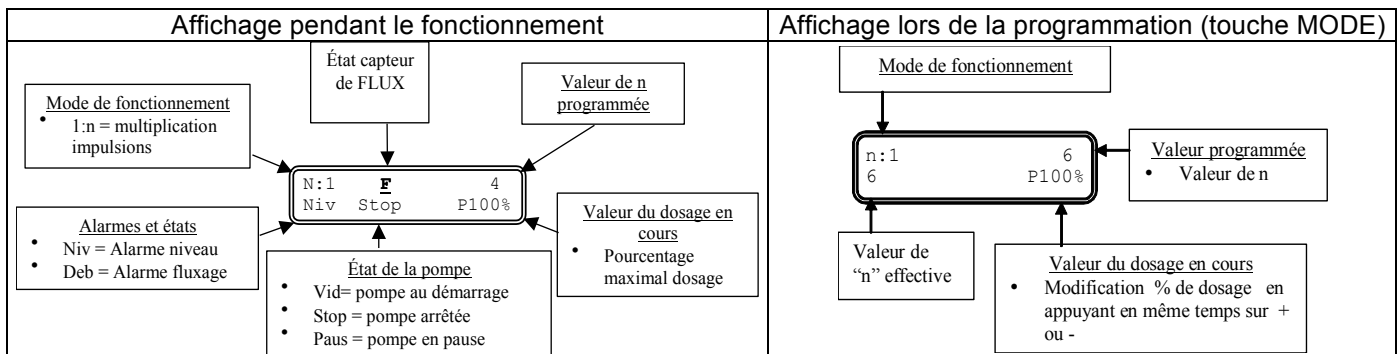 Affichage pendant le fonctionnement
Affichage lors de la programmation (touche MODE)
État capteur
de FLUX
Mode de fonctionnement
• 1:n = multiplication
impulsions
Valeur de n
programmée
N:1 F 4
Niv Stop P100%
Alarmes et états
• Niv = Alarme niveau
• Deb = Alarme fluxage
État de la pompe
• Vid= pompe au démarrage
• Stop = pompe arrêtée
• Paus = pompe en pause
Valeur du dosage en
cours
• Pourcentage
maximal dosage
Mode de fonctionnement
n:1 6
6 P100%
Valeur programmée
• Valeur de n
Valeur de
“n” effective
Valeur du dosage en cours
• Modification % de dosage en
appuyant en même temps sur +
ou -